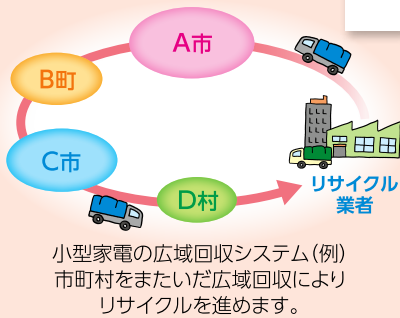 A市
B町
C市
D村
リサイクル
業者
小型家電の広域回収システム(例)
市町村をまたいだ広域回収により
リサイクルを進めます。